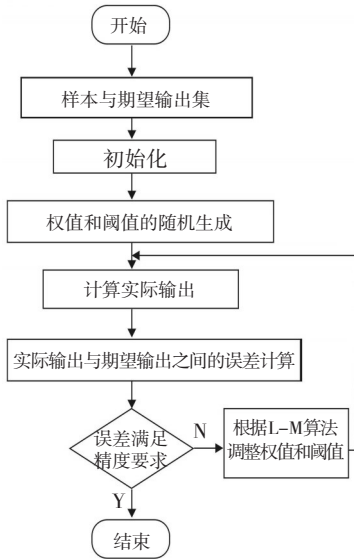 开始
样本与期望输出集
初始化
权值和阈值的随机生成
计算实际输出
实际输出与期望输出之间的误差计算
误差满足
精度要求
N
根据L-M算法
调整权值和阈值
Y
结束